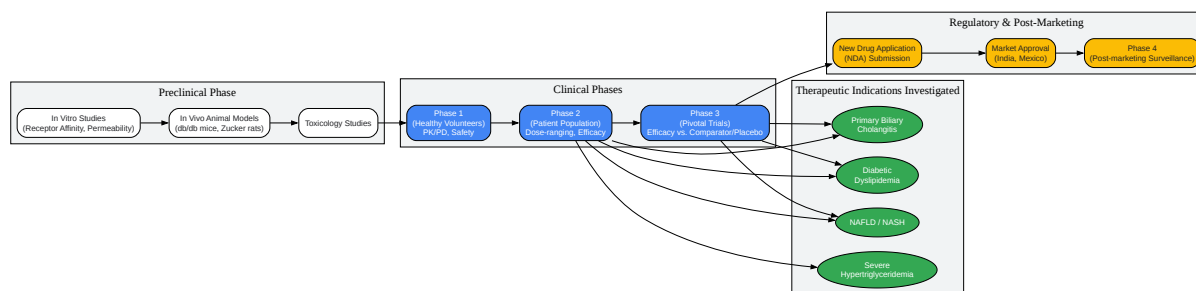 Regulatory & Post-Marketing
New Drug Application
(NDA) Submission
Market Approval
(India, Mexico)
Phase 4
(Post-marketing Surveillance)
Preclinical Phase
In Vitro Studies
(Receptor Affinity, Permeability)
In Vivo Animal Models
(db/db mice, Zucker rats)
Toxicology Studies
Clinical Phases
Phase 1
(Healthy Volunteers)
PK/PD, Safety
Phase 2
(Patient Population)
Dose-ranging, Efficacy
Phase 3
(Pivotal Trials)
Efficacy vs. Comparator/Placebo
Therapeutic Indications Investigated
Primary Biliary
Cholangitis
Diabetic
Dyslipidemia
NAFLD / NASH
Severe
Hypertriglyceridemia